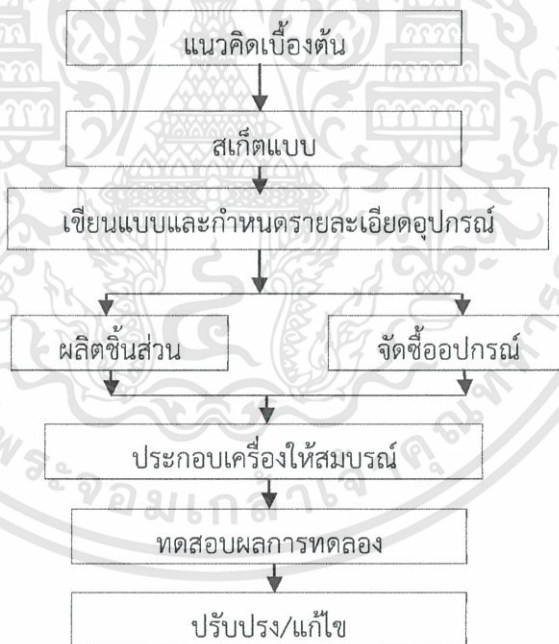 แนวคิดเบื้องต้น
สเก็ตแบบ
เขียนแบบและกำหนดรายละเอียดอุปกรณ์
ผลิตชิ้นส่วน
จัดซื้ออปกรณ์
ประกอบเครื่องให้สมบรณ์
ทดสอบผลการทดลอง
ปรับปรง/แก้ไข